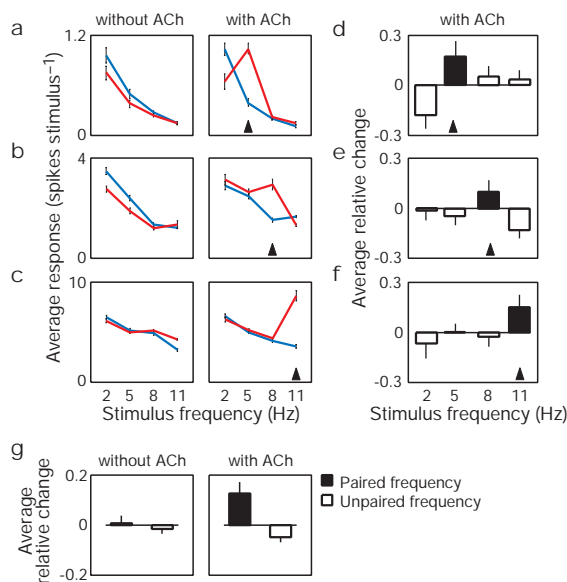 without ACh
with ACh
with ACh
a
1.2
0
b
4
0
c
10
0
Average response (spikes stimulus⁻¹)
2 5 8 11
2 5 8 11
Stimulus frequency (Hz)
d
0.3
0
-0.3
e
0.3
0
-0.3
f
0.3
0
-0.3
Average relative change
2 5 8 11
Stimulus frequency (Hz)
g
without ACh
with ACh
0.2
0
-0.2
Average
relative change
Paired frequency
Unpaired frequency